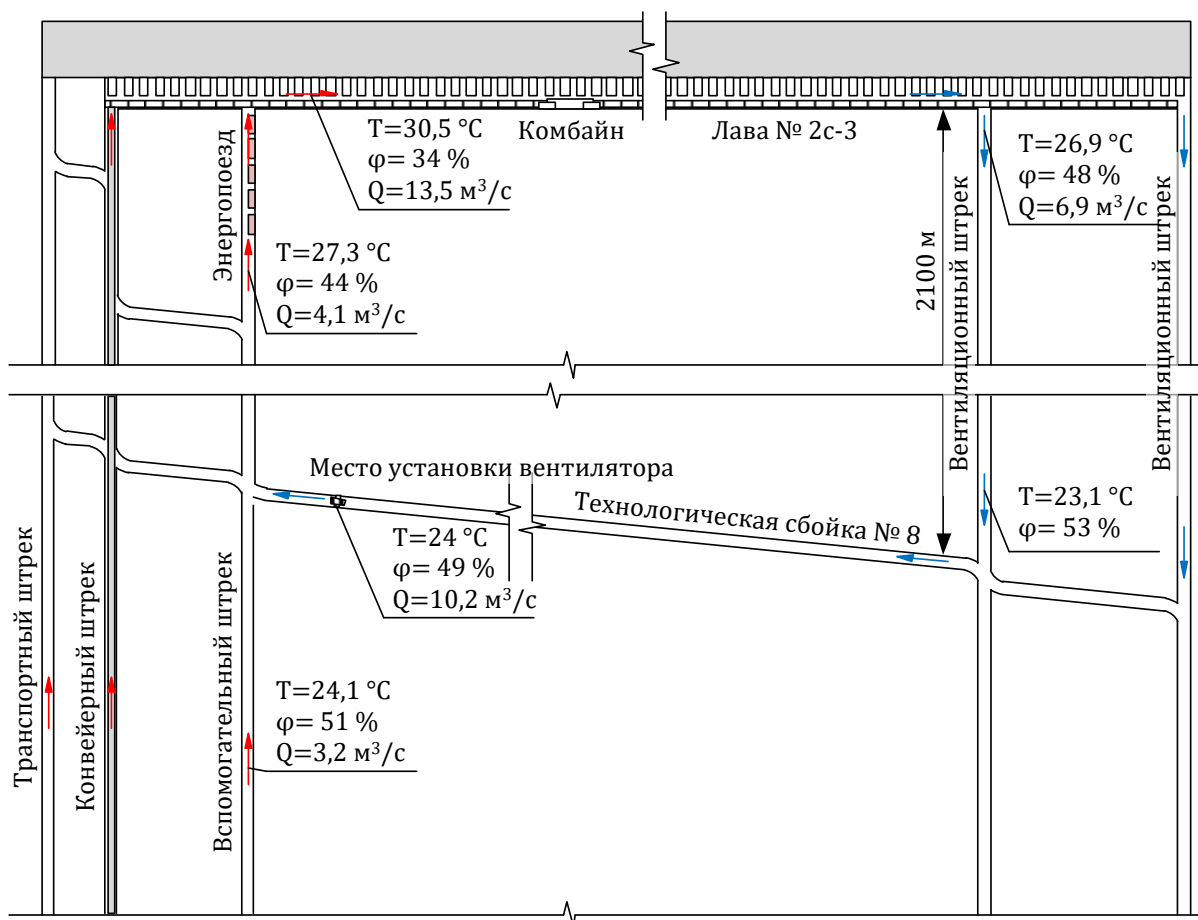 T=30,5 °C
φ= 34 %
Q=13,5 м³/с
Комбайн
Лава № 2с-3
T=26,9 °C
φ= 48 %
Q=6,9 м³/с
Энергопоезд
T=27,3 °C
φ= 44 %
Q=4,1 м³/с
2100 м
Вентиляционный штрек
Вентиляционный штрек
Место установки вентилятора
Технологическая сбойка № 8
T=24 °C
φ= 49 %
Q=10,2 м³/с
T=23,1 °C
φ= 53 %
Транспортный штрек
Конвейерный штрек
Вспомогательный штрек
T=24,1 °C
φ= 51 %
Q=3,2 м³/с